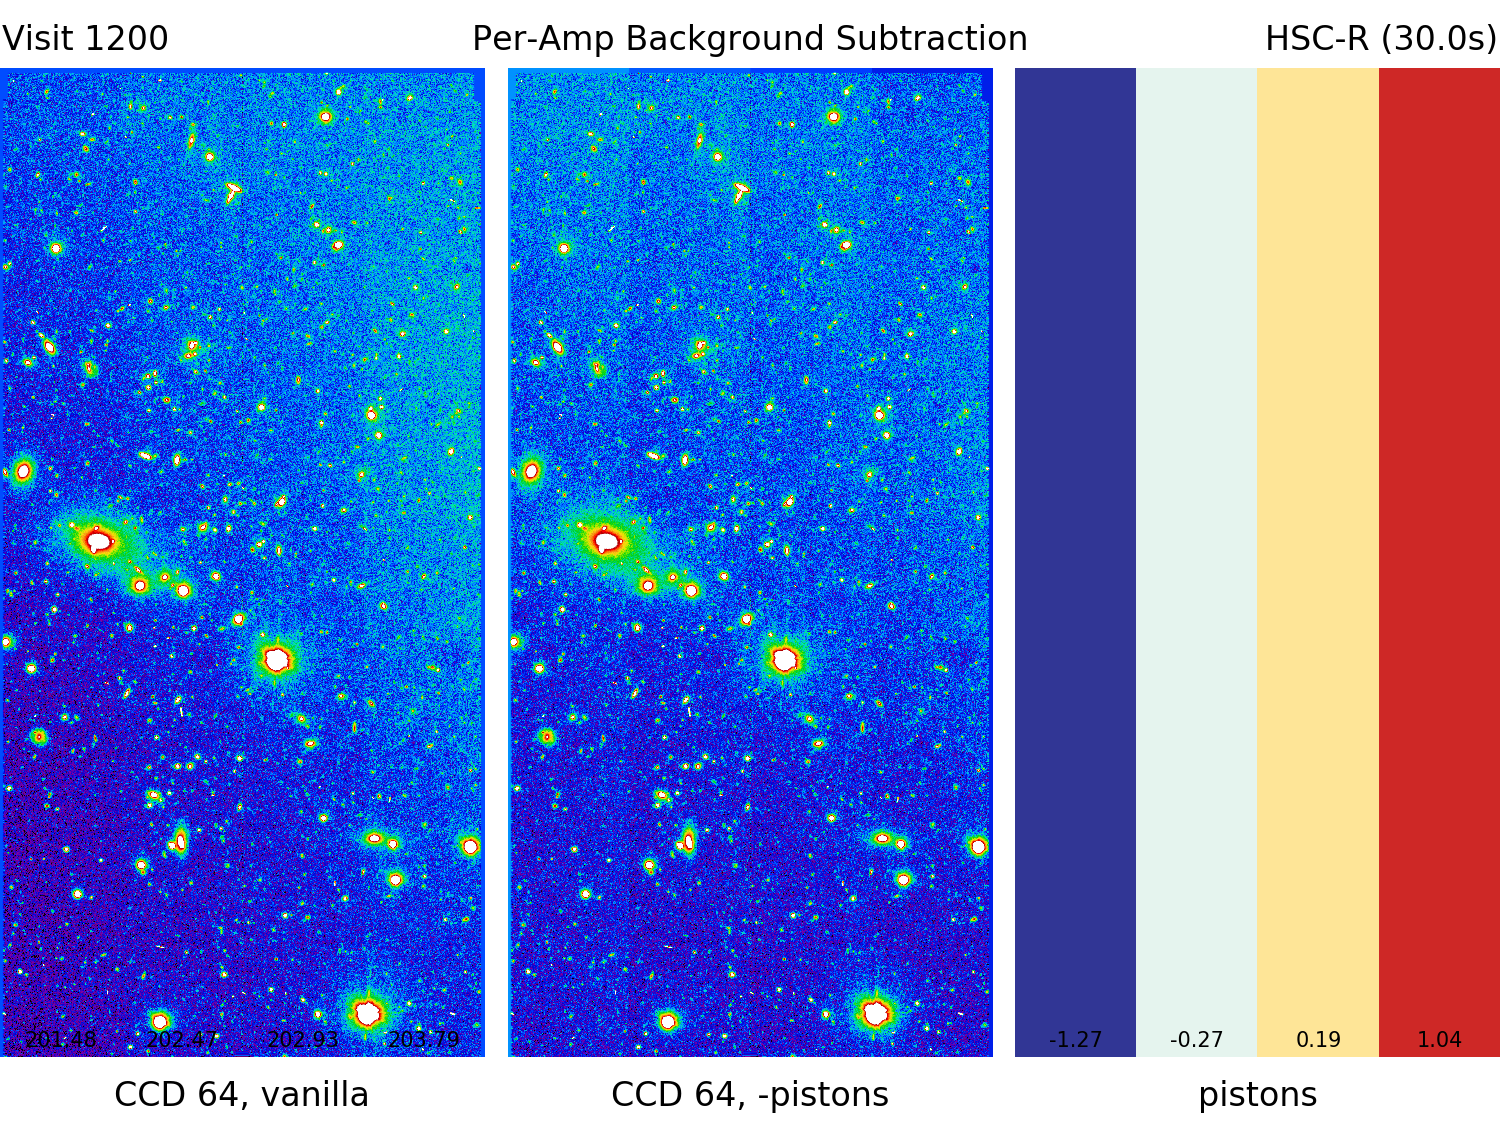 Visit 1200 Per-Amp Background Subtraction HSC-R (30.0s)
201.48 202.47 202.93 203.79 -1.27 -0.27 0.19 1.04
CCD 64, vanilla CCD 64, -pistons pistons